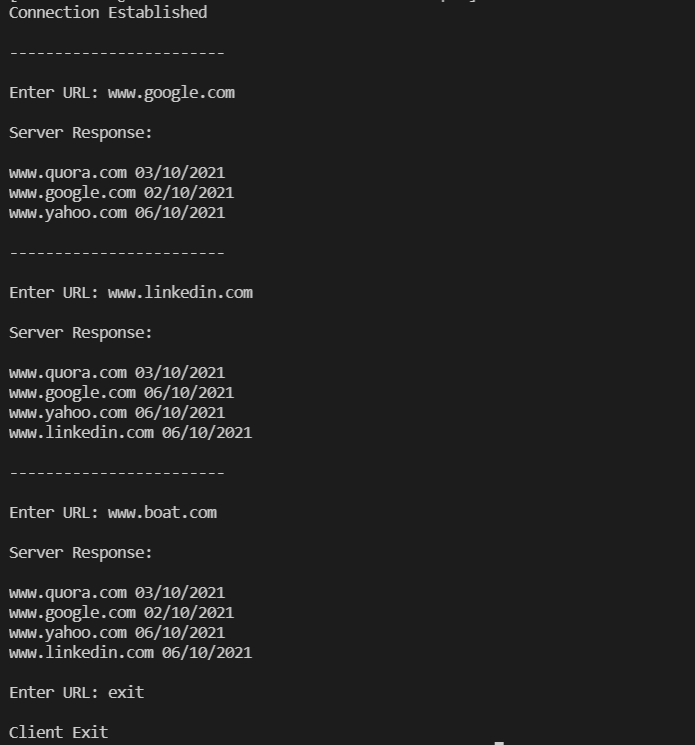 Connection Established
------------------------
Enter URL: www.google.com
Server Response:
www.quora.com 03/10/2021
www.google.com 02/10/2021
www.yahoo.com 06/10/2021
------------------------
Enter URL: www.linkedin.com
Server Response:
www.quora.com 03/10/2021
www.google.com 06/10/2021
www.yahoo.com 06/10/2021
www.linkedin.com 06/10/2021
------------------------
Enter URL: www.boat.com
Server Response:
www.quora.com 03/10/2021
www.google.com 02/10/2021
www.yahoo.com 06/10/2021
www.linkedin.com 06/10/2021
Enter URL: exit
Client Exit